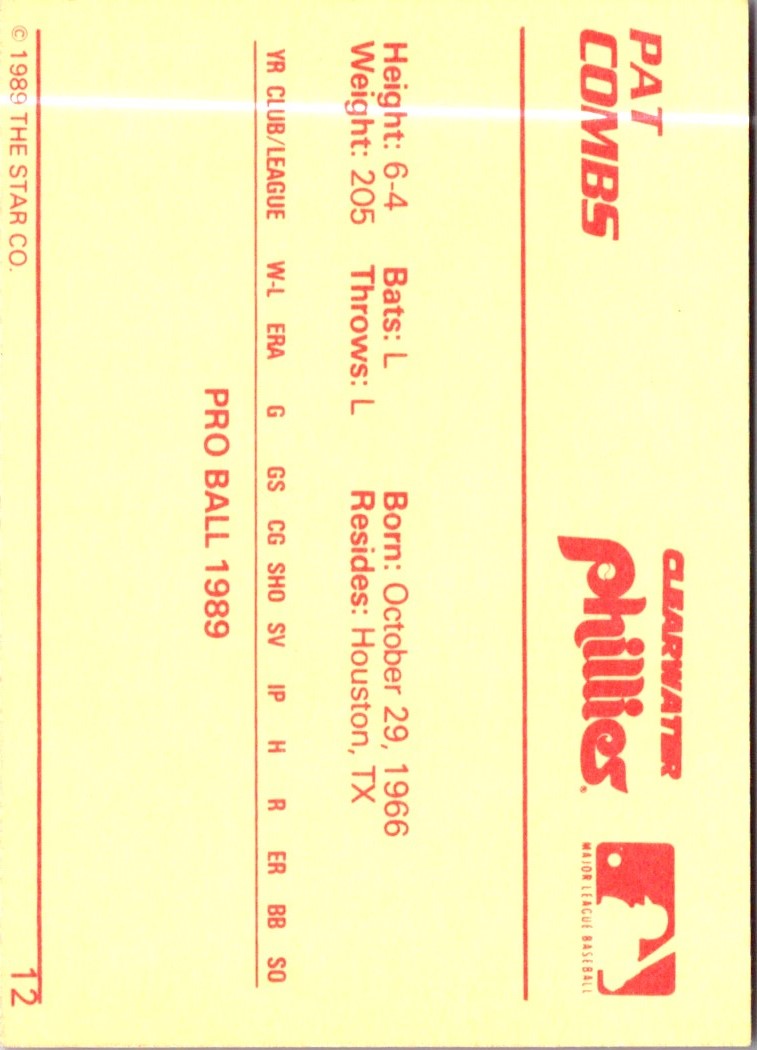 PAT
COMBS
CLEARWATER
Phillies®
MAJOR LEAGUE BASEBALL
Height: 6-4 Bats: L Born: October 29, 1966
Weight: 205 Throws: L Resides: Houston, TX
YR CLUB/LEAGUE W-L ERA G GS CG SHO SV IP H R ER BB SO
PRO BALL 1989
© 1989 THE STAR CO.
12